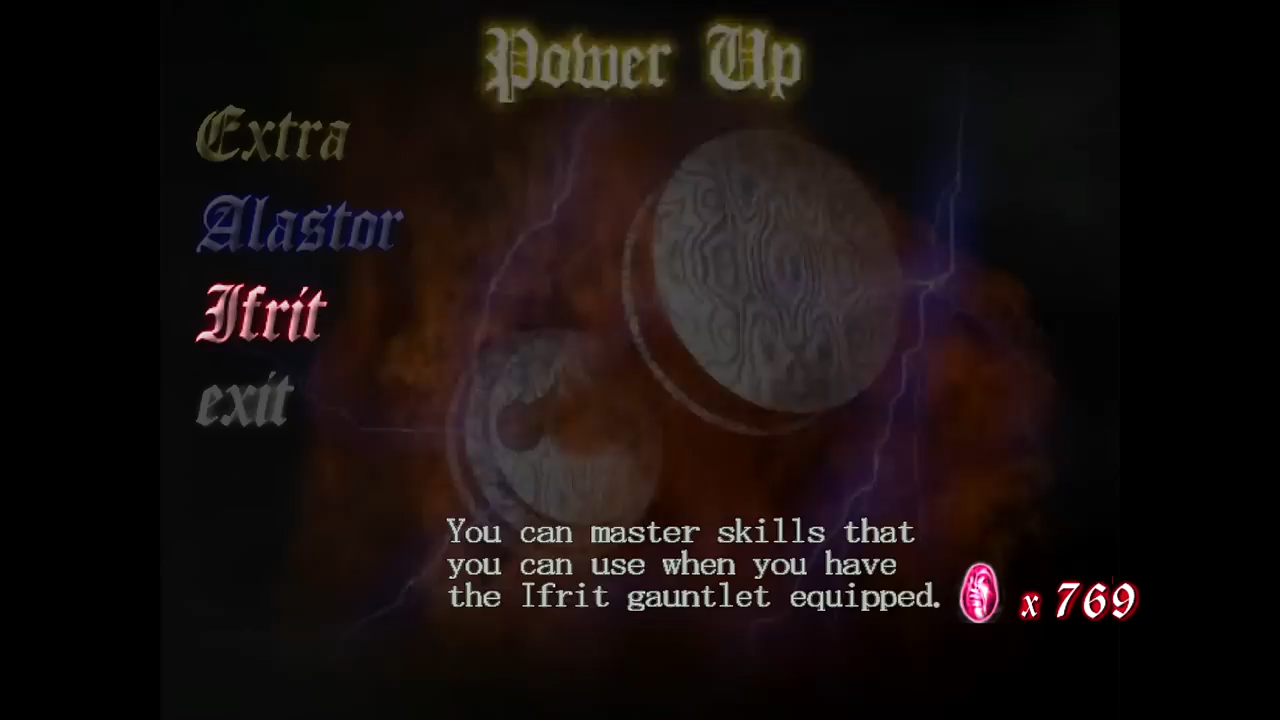 Power Up
Extra
Alastor
Ifrit
exit
You can master skills that
you can use when you have
the Ifrit gauntlet equipped.
x 769